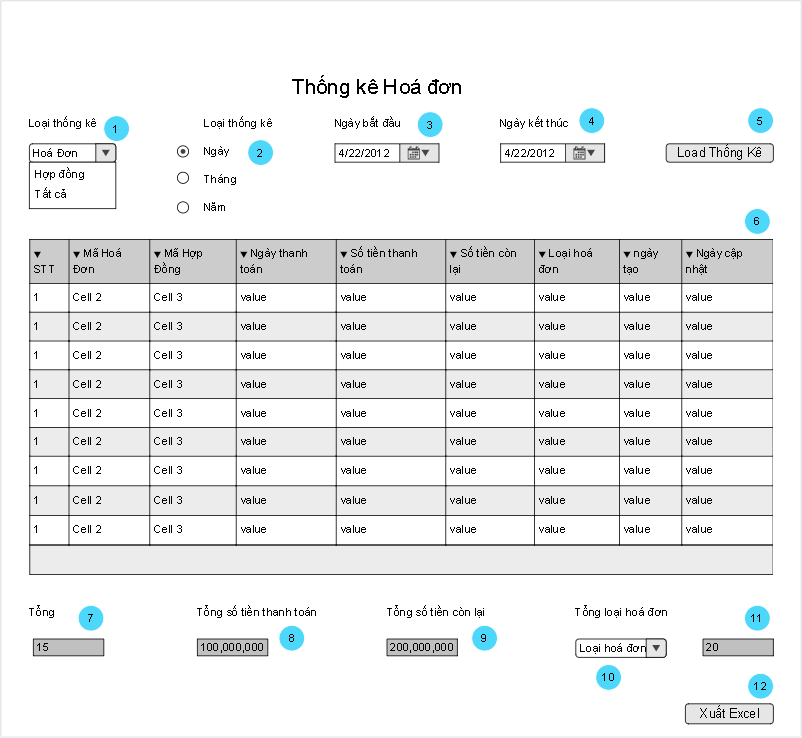 Thống kê Hoá đơn
Loại thống kê 1 Loại thống kê Ngày bắt đầu 3 Ngày kết thúc 4 5
Hoá Đơn Ngày 2 4/22/2012 4/22/2012 Load Thống Kê
Hợp đồng Tháng
Tất cả
Năm
6
STT Mã Hoá Đơn Mã Hợp Đồng Ngày thanh toán Số tiền thanh toán Số tiền còn lại Loại hoá đơn ngày tạo Ngày cập nhật
1 Cell 2 Cell 3 value value value value value value
1 Cell 2 Cell 3 value value value value value value
1 Cell 2 Cell 3 value value value value value value
1 Cell 2 Cell 3 value value value value value value
1 Cell 2 Cell 3 value value value value value value
1 Cell 2 Cell 3 value value value value value value
1 Cell 2 Cell 3 value value value value value value
1 Cell 2 Cell 3 value value value value value value
1 Cell 2 Cell 3 value value value value value value
Tổng 7 Tổng số tiền thanh toán Tổng số tiền còn lại Tổng loại hoá đơn 11
15 100,000,000 8 200,000,000 9 Loại hoá đơn 20
10
12
Xuất Excel